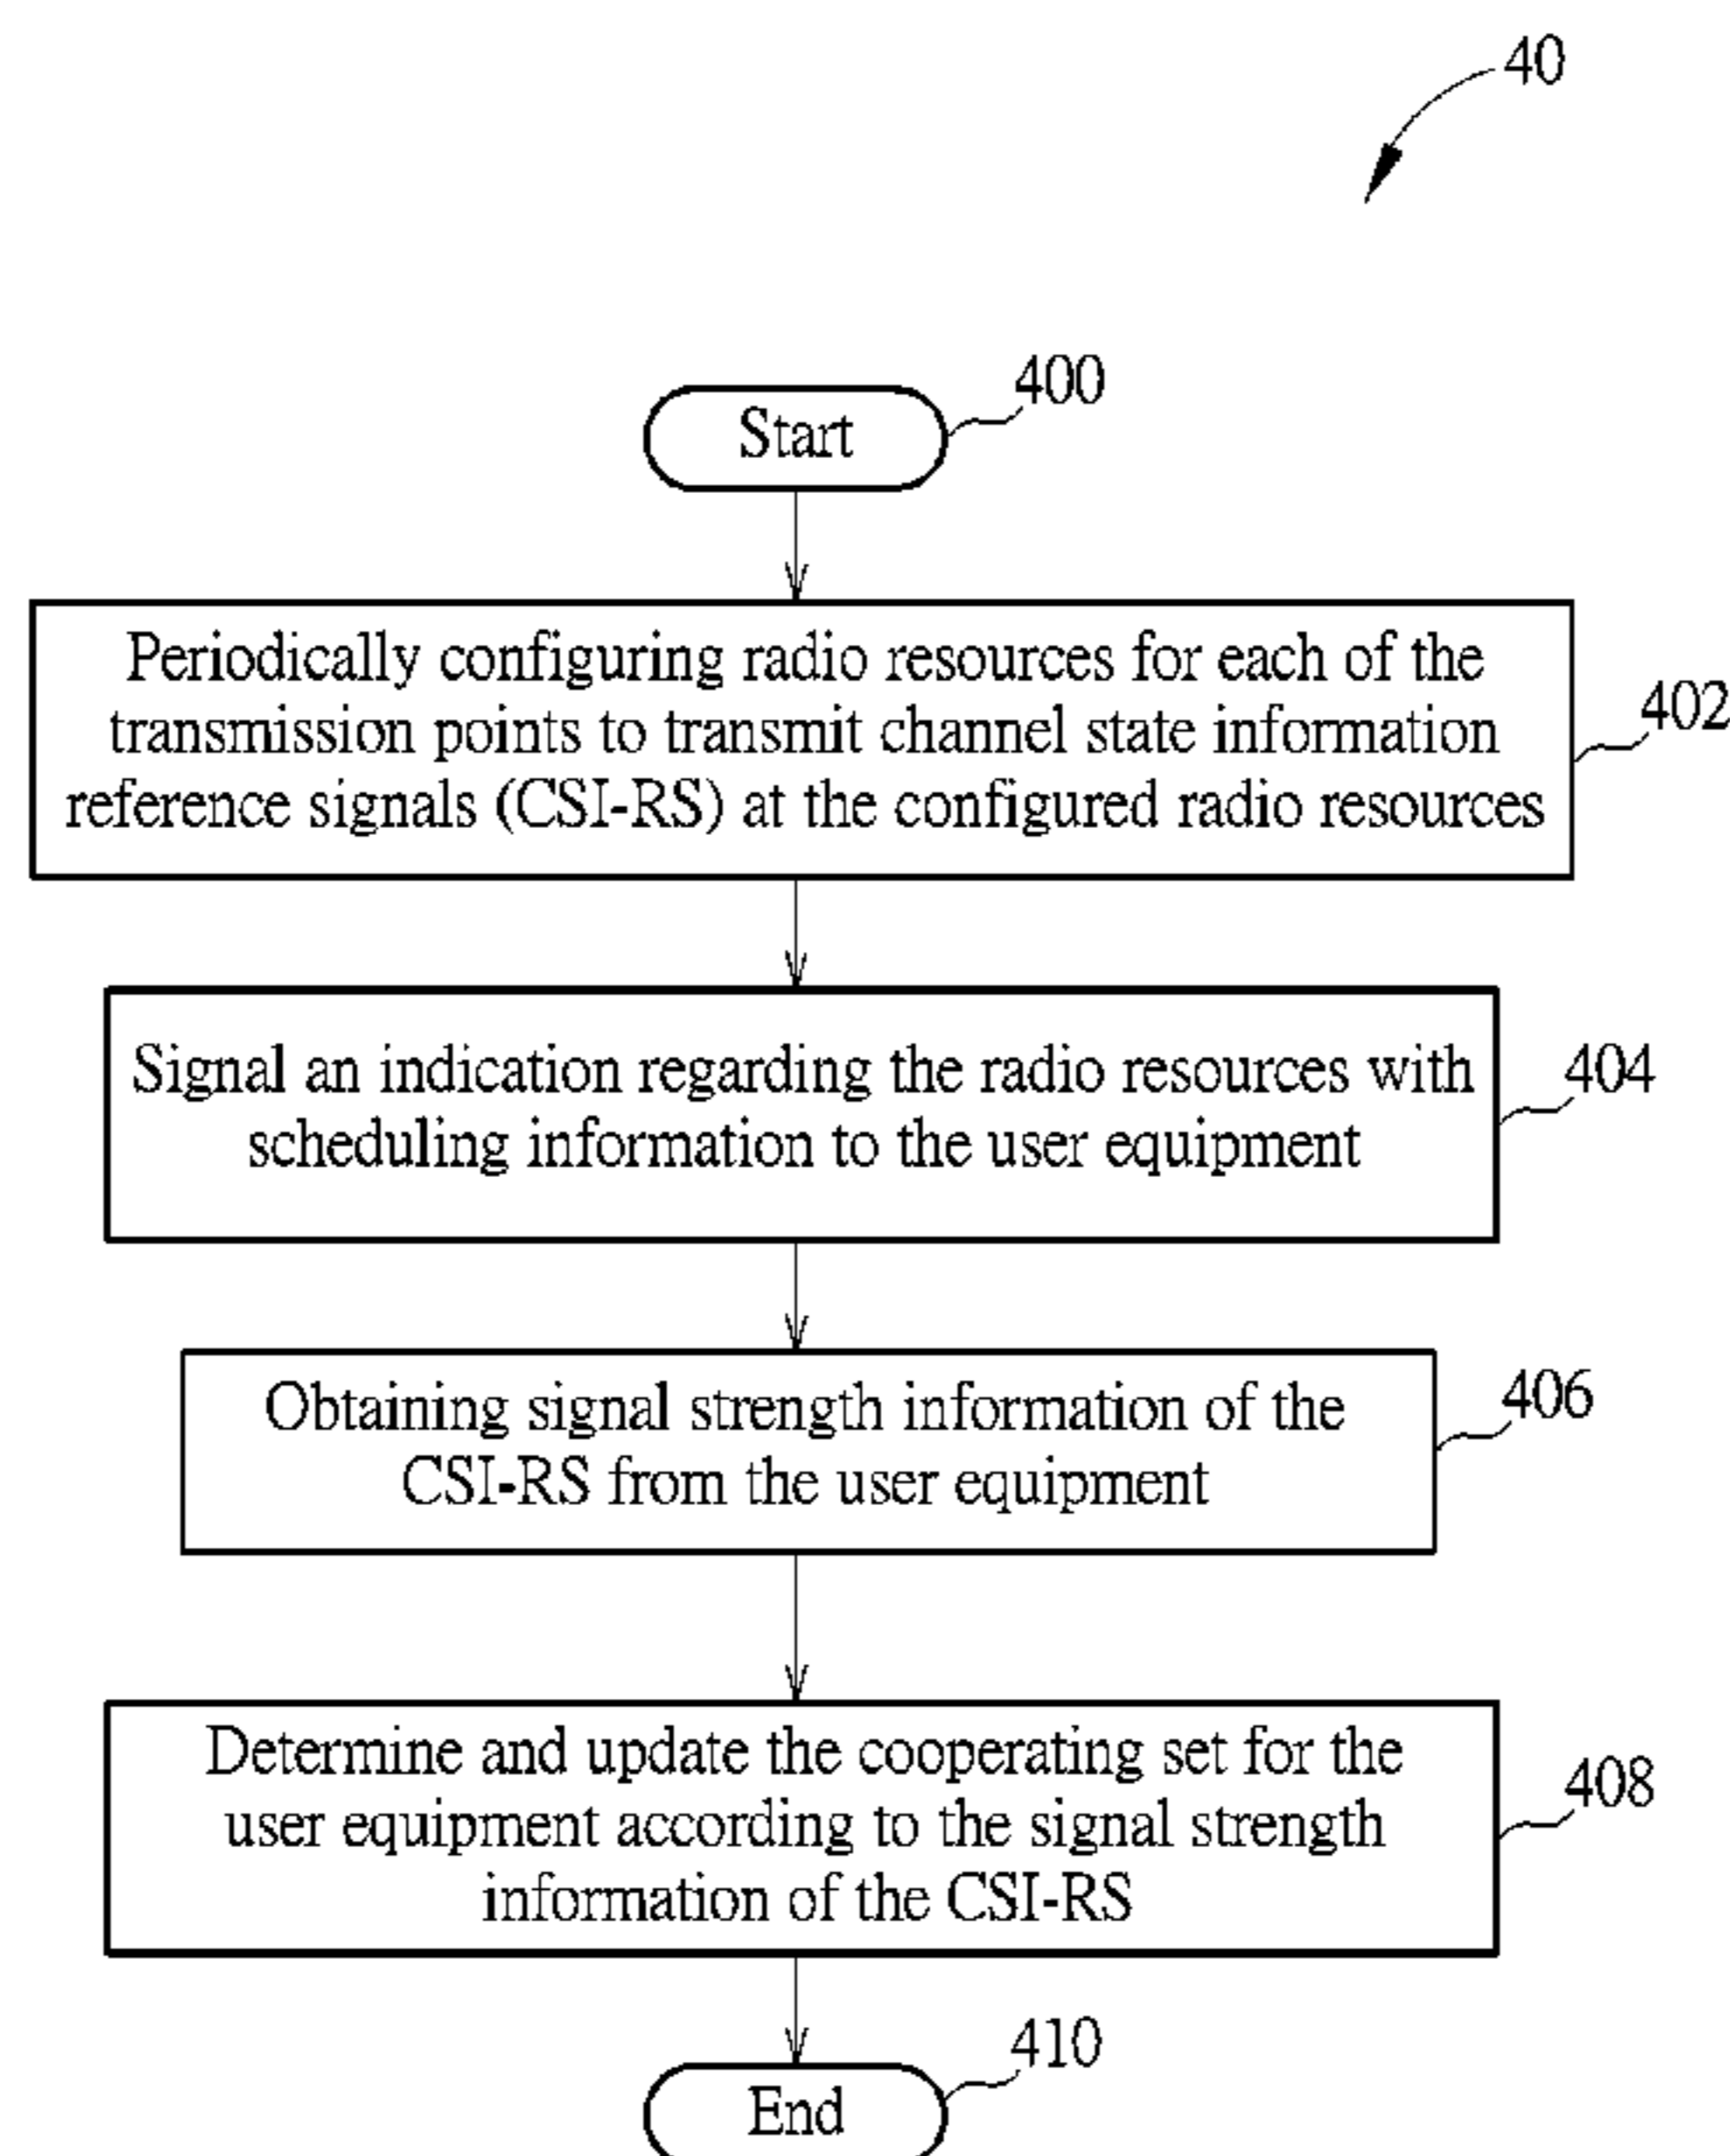 40
400
Start
Periodically configuring radio resources for each of the
transmission points to transmit channel state information
reference signals (CSI-RS) at the configured radio resources
402
Signal an indication regarding the radio resources with
scheduling information to the user equipment
404
Obtaining signal strength information of the
CSI-RS from the user equipment
406
Determine and update the cooperating set for the
user equipment according to the signal strength
information of the CSI-RS
408
410
End